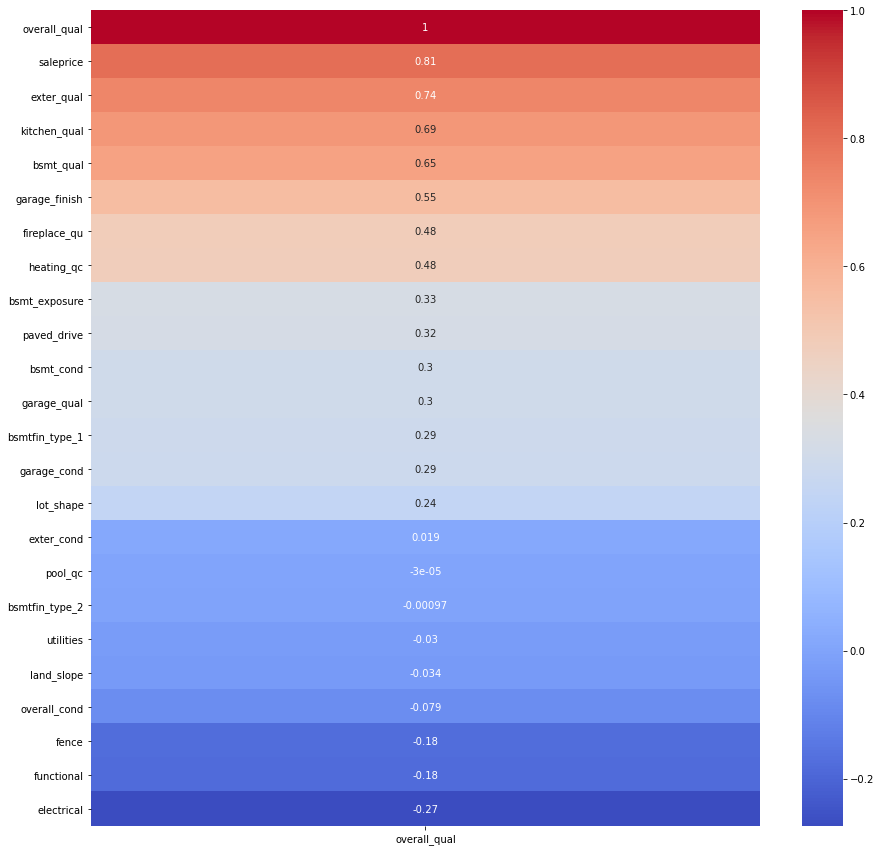 overall_qual 1
saleprice 0.81
exter_qual 0.74
kitchen_qual 0.69
bsmt_qual 0.65
garage_finish 0.55
fireplace_qu 0.48
heating_qc 0.48
bsmt_exposure 0.33
paved_drive 0.32
bsmt_cond 0.3
garage_qual 0.3
bsmtfin_type_1 0.29
garage_cond 0.29
lot_shape 0.24
exter_cond 0.019
pool_qc -3e-05
bsmtfin_type_2 -0.00097
utilities -0.03
land_slope -0.034
overall_cond -0.079
fence -0.18
functional -0.18
electrical -0.27
overall_qual
1.0
0.8
0.6
0.4
0.2
0.0
−0.2